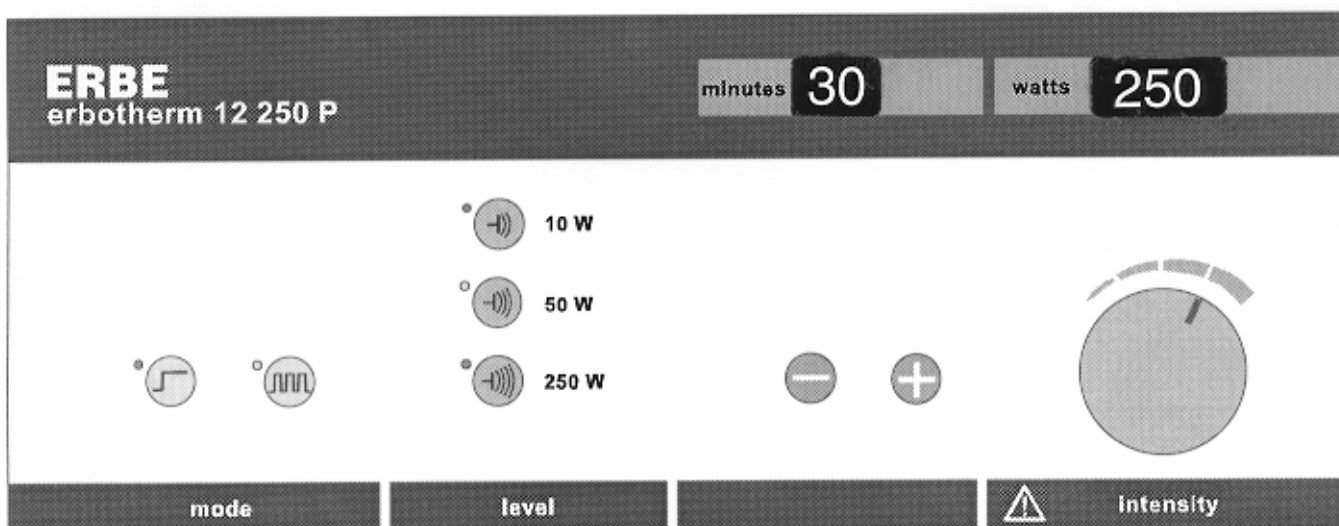 ERBE
erbotherm 12 250 P
minutes 30
watts 250
10 W
50 W
250 W
mode
level
intensity